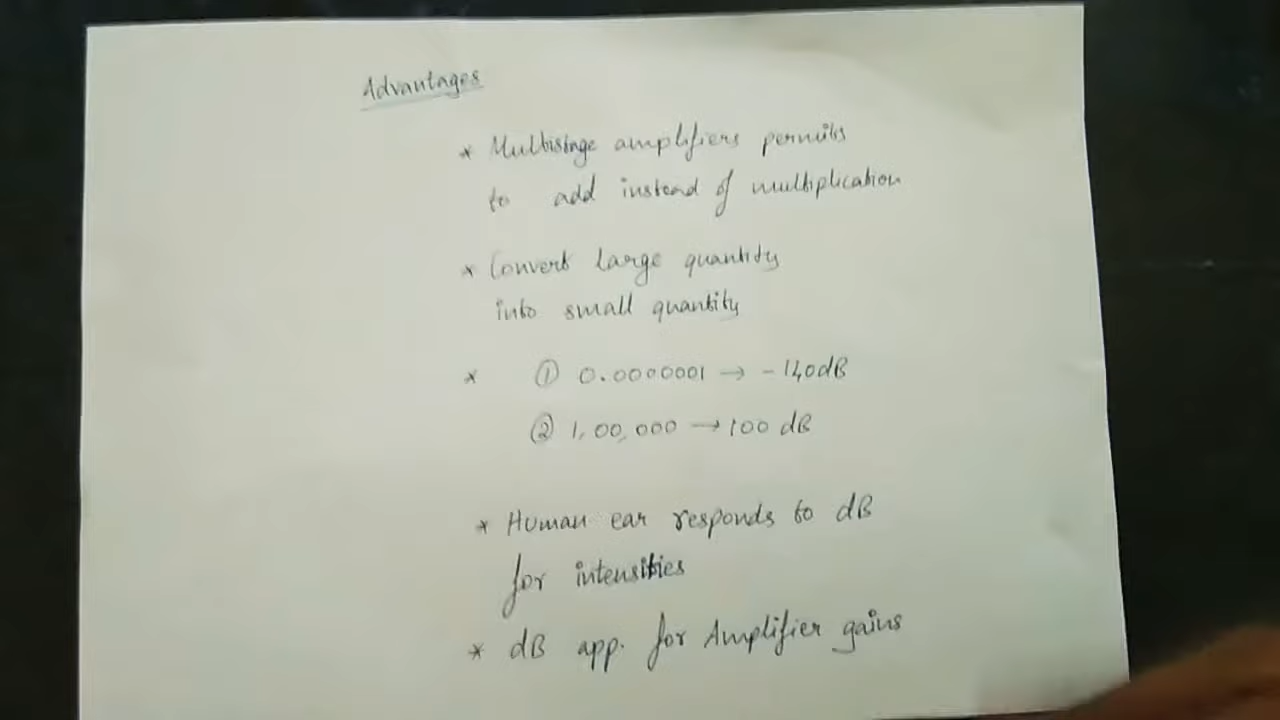 Advantages
* Multistage amplifiers permits
to add instead of multiplication
* Convert large quantity
into small quantity
* ① 0.0000001 → -140dB
② 1,00,000 → 100 dB
* Human ear responds to dB
for intensities
* dB app. for Amplifier gains